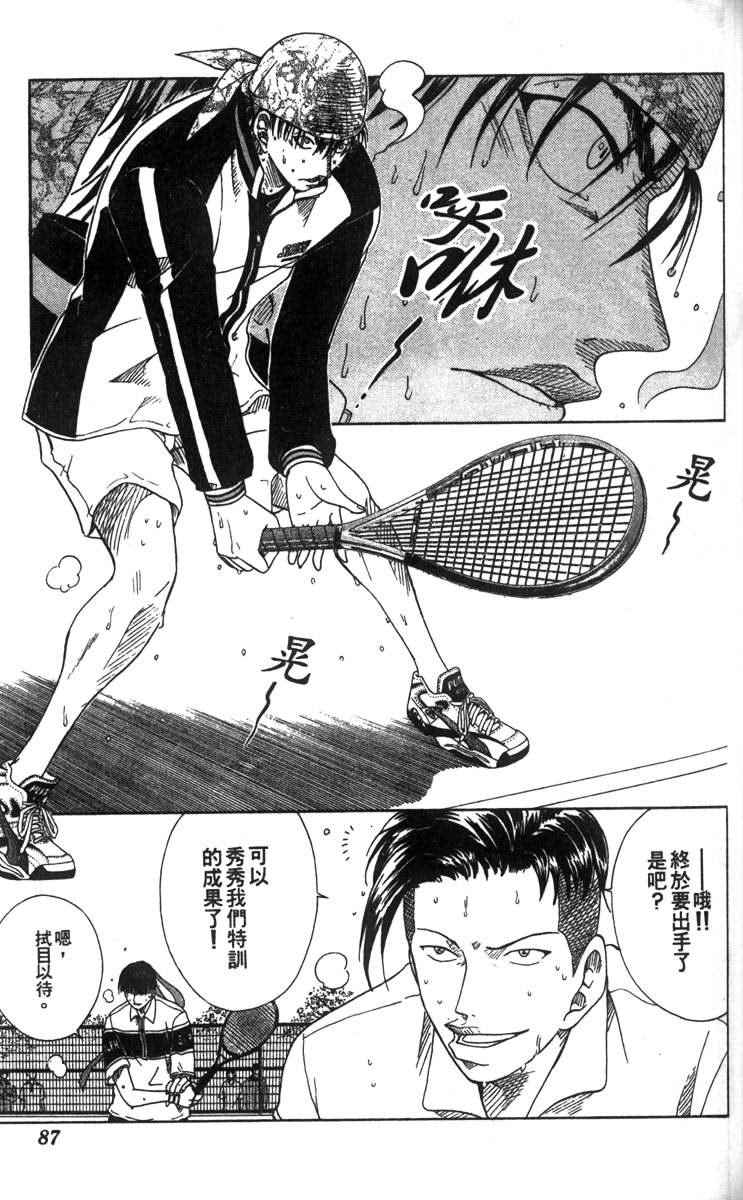 咴
咻
晃
晃
——哦!!
終於要出手了
是吧?
可以
秀秀我們特訓
的成果了!
嗯,
拭目以待。
87